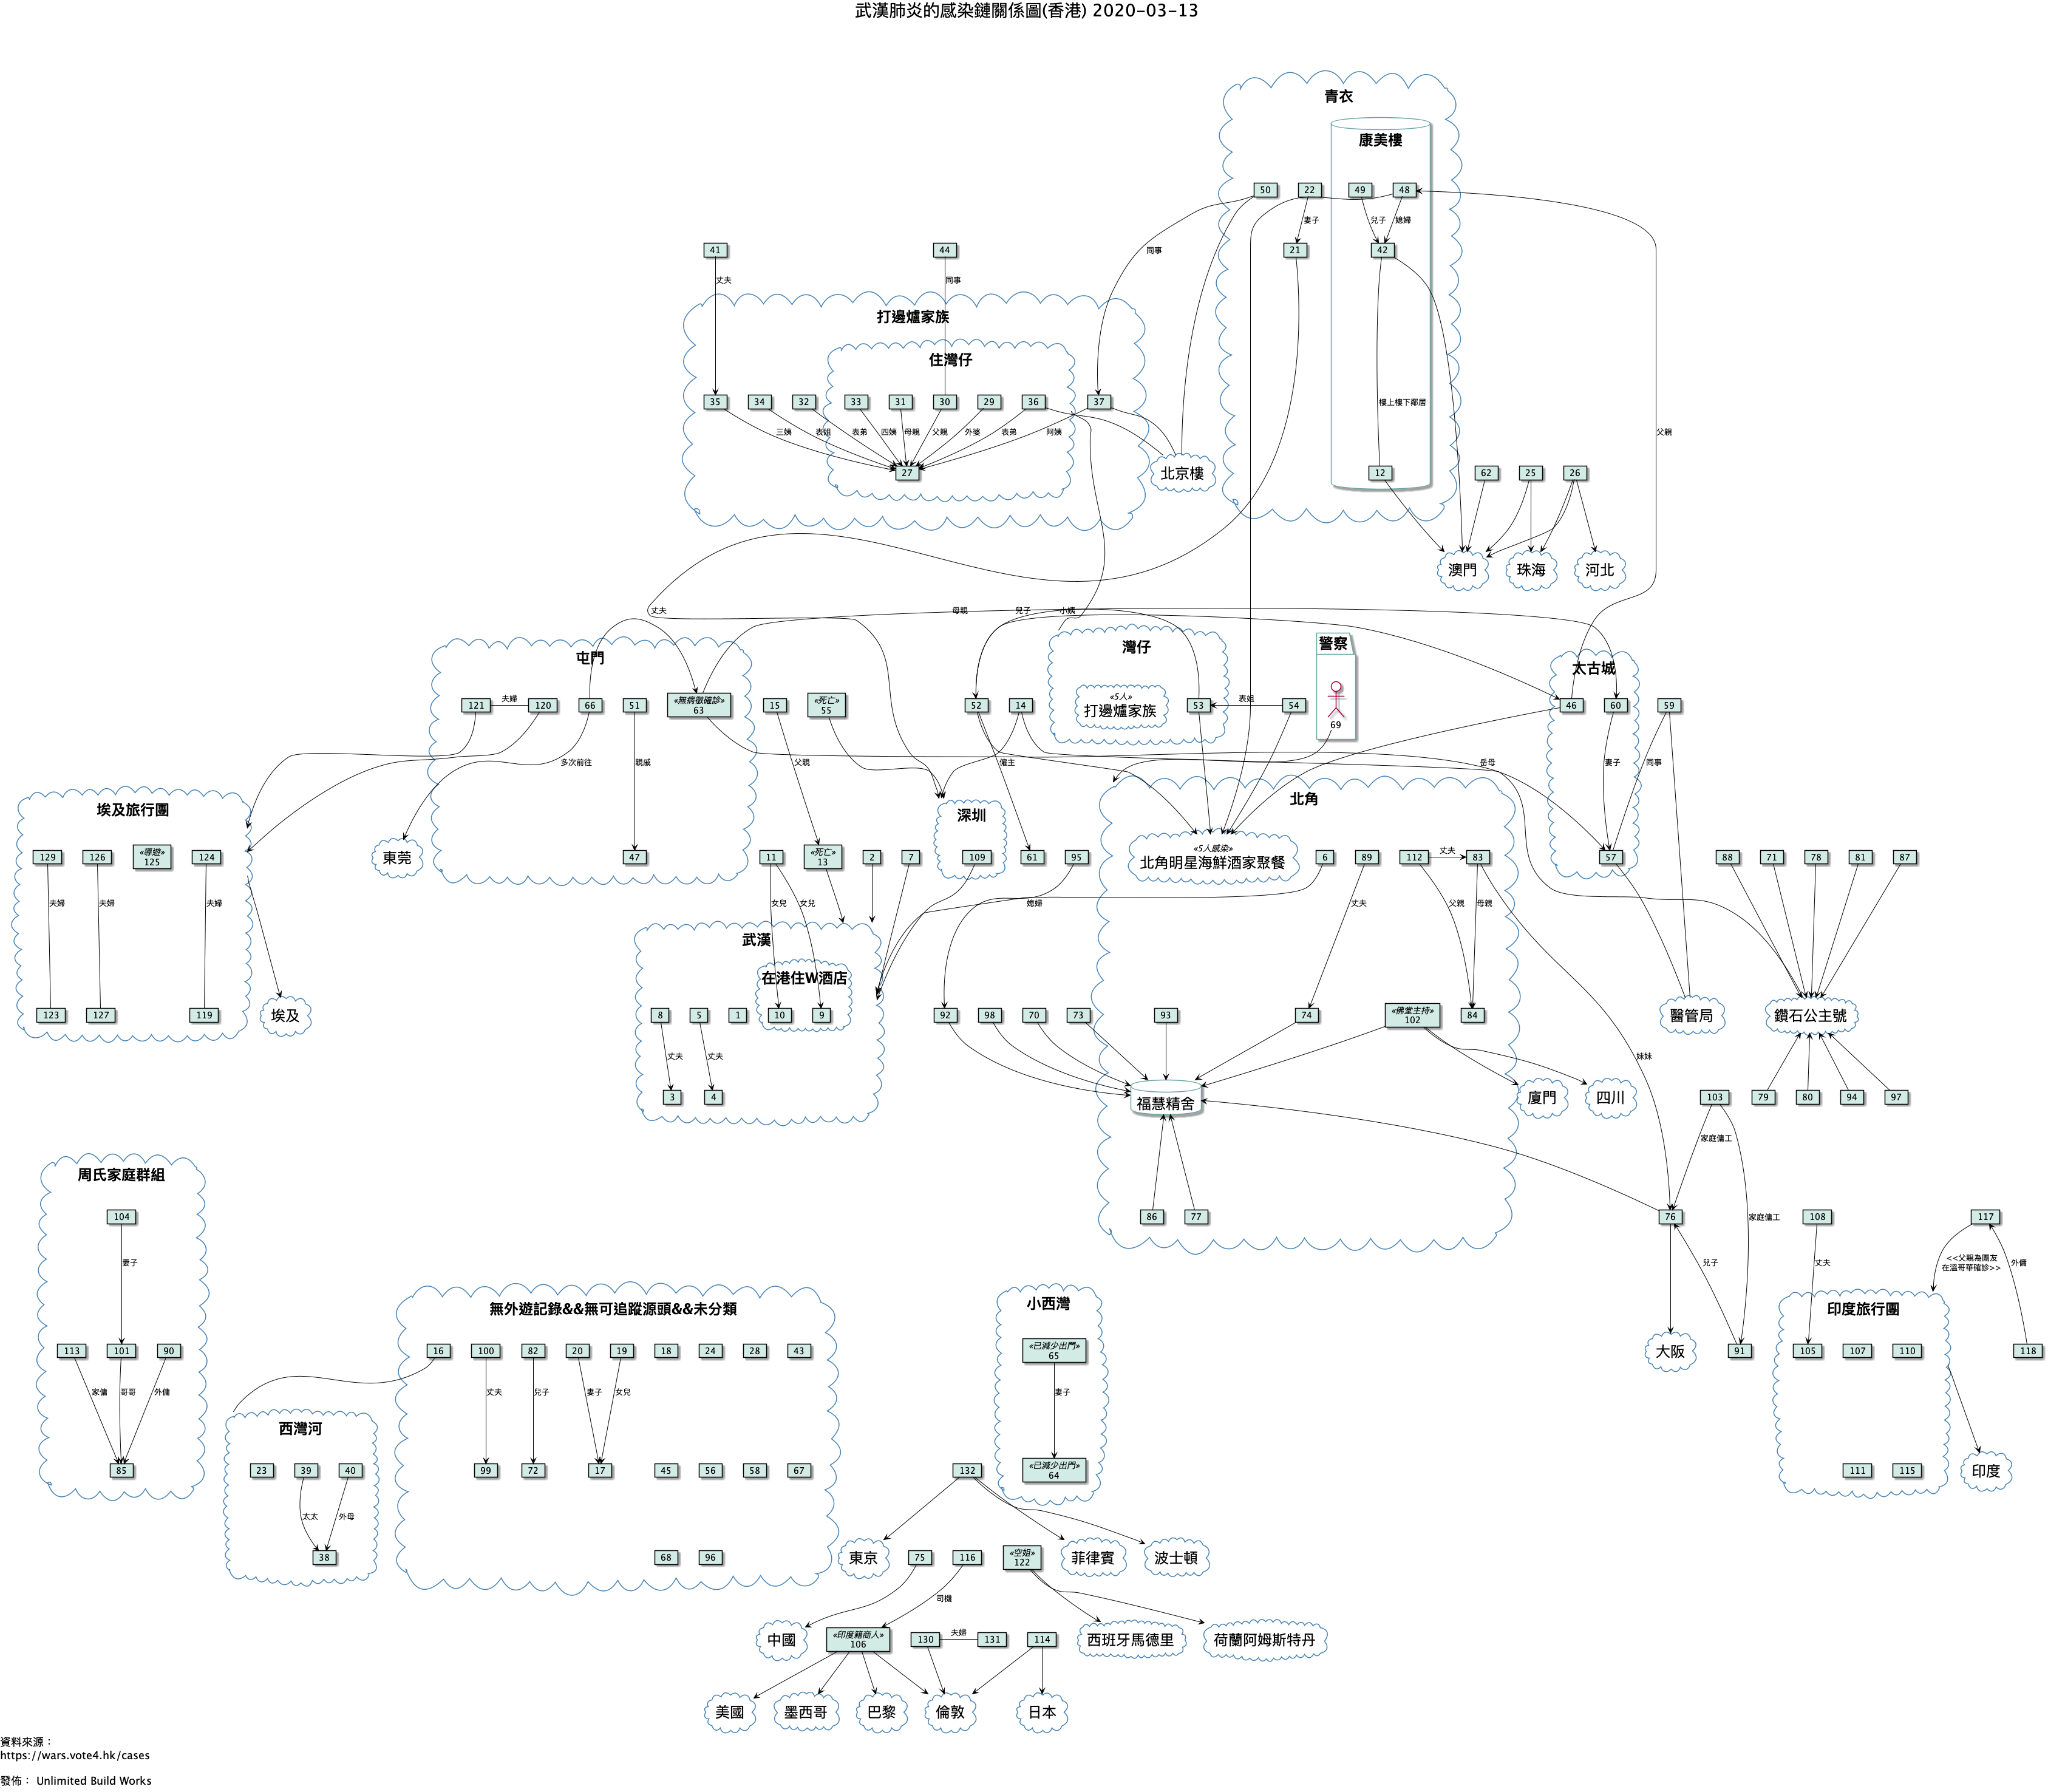 武漢肺炎的感染鏈關係圖(香港) 2020-03-13
青衣
康美樓
50
22
49
48
妻子
兒子
媳婦
41
44
同事
21
42
丈夫
同事
打邊爐家族
住灣仔
35
34
32
33
31
30
29
36
37
樓上樓下鄰居
父親
三姨
表姐
表弟
四姨
母親
父親
外婆
表弟
阿姨
27
北京樓
12
62
25
26
澳門
珠海
河北
丈夫
母親
兒子
小姨
屯門
灣仔
警察
太古城
121
夫婦
120
66
51
«無病徵確診»
63
15
«死亡»
55
52
14
«5人»
打邊爐家族
53
表姐
54
69
46
60
59
多次前往
親戚
父親
僱主
岳母
妻子
同事
埃及旅行團
深圳
北角
129
126
«導遊»
125
124
東莞
47
11
«死亡»
13
2
7
109
61
95
«5人感染»
北角明星海鮮酒家聚餐
6
89
112
丈夫
83
57
88
71
78
81
87
夫婦
夫婦
夫婦
女兒
女兒
媳婦
丈夫
父親
母親
武漢
在港住W酒店
123
127
119
埃及
8
5
1
10
9
92
98
70
73
93
74
«佛堂主持»
102
84
醫管局
鑽石公主號
丈夫
丈夫
妹妹
3
4
福慧精舍
廈門
四川
103
79
80
94
97
家庭傭工
周氏家庭群組
104
86
77
76
家庭傭工
108
117
妻子
兒子
丈夫
<<父親為團友
在溫哥華確診>>
外傭
無外遊記錄&&無可追蹤源頭&&未分類
小西灣
印度旅行團
113
101
90
16
100
82
20
19
18
24
28
43
«已減少出門»
65
大阪
91
105
107
110
118
家傭
哥哥
外傭
丈夫
兒子
妻子
女兒
妻子
西灣河
85
23
39
40
99
72
17
45
56
58
67
132
«已減少出門»
64
111
115
印度
太太
外母
38
68
96
東京
75
116
«空姐»
122
菲律賓
波士頓
司機
中國
«印度籍商人»
106
130
夫婦
131
114
西班牙馬德里
荷蘭阿姆斯特丹
美國
墨西哥
巴黎
倫敦
日本
資料來源：
https://wars.vote4.hk/cases
發佈： Unlimited Build Works